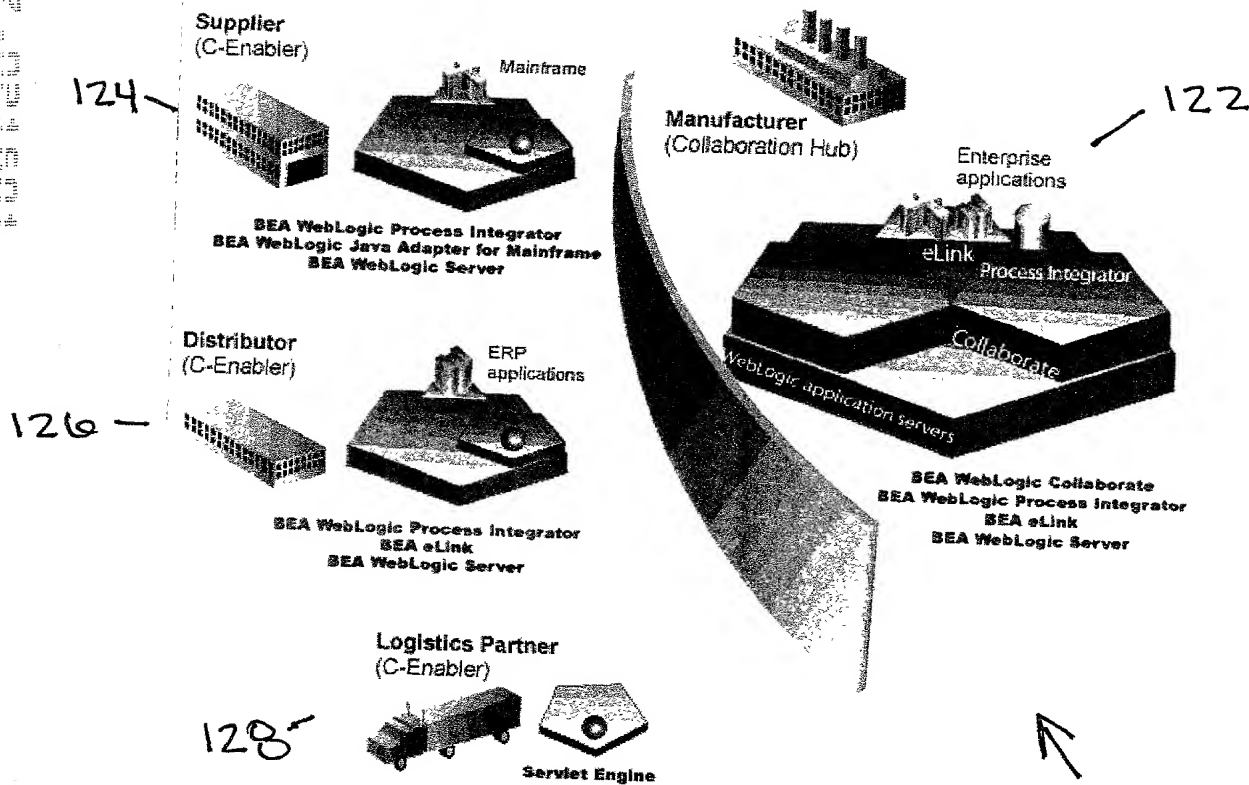 Supplier
(C-Enabler)
124
Mainframe
BEA WebLogic Process Integrator
BEA WebLogic Java Adapter for Mainframe
BEA WebLogic Server
Manufacturer
(Collaboration Hub)
122
Enterprise
applications
eLink
Process Integrator
Collaborate
WebLogic application servers
BEA WebLogic Collaborate
BEA WebLogic Process Integrator
BEA eLink
BEA WebLogic Server
Distributor
(C-Enabler)
126
ERP
applications
BEA WebLogic Process Integrator
BEA eLink
BEA WebLogic Server
Logistics Partner
(C-Enabler)
128
Servlet Engine